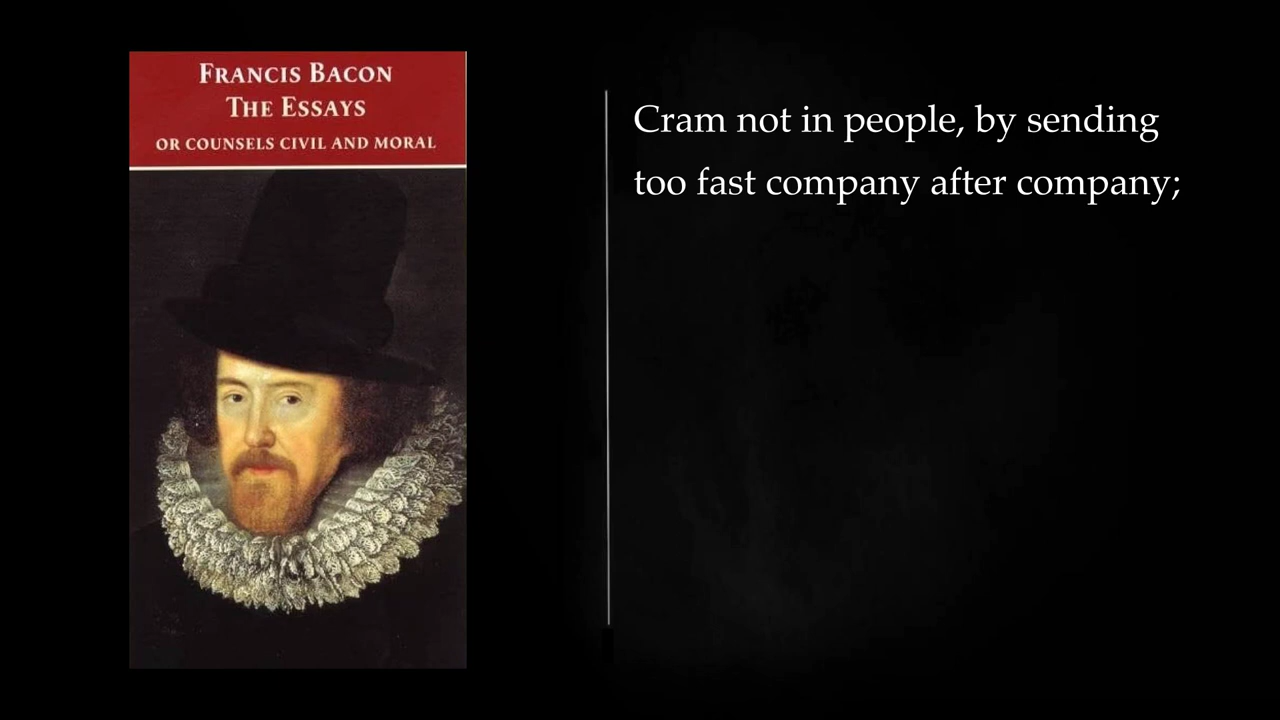 FRANCIS BACON
THE ESSAYS
OR COUNSELS CIVIL AND MORAL
Cram not in people, by sending
too fast company after company;